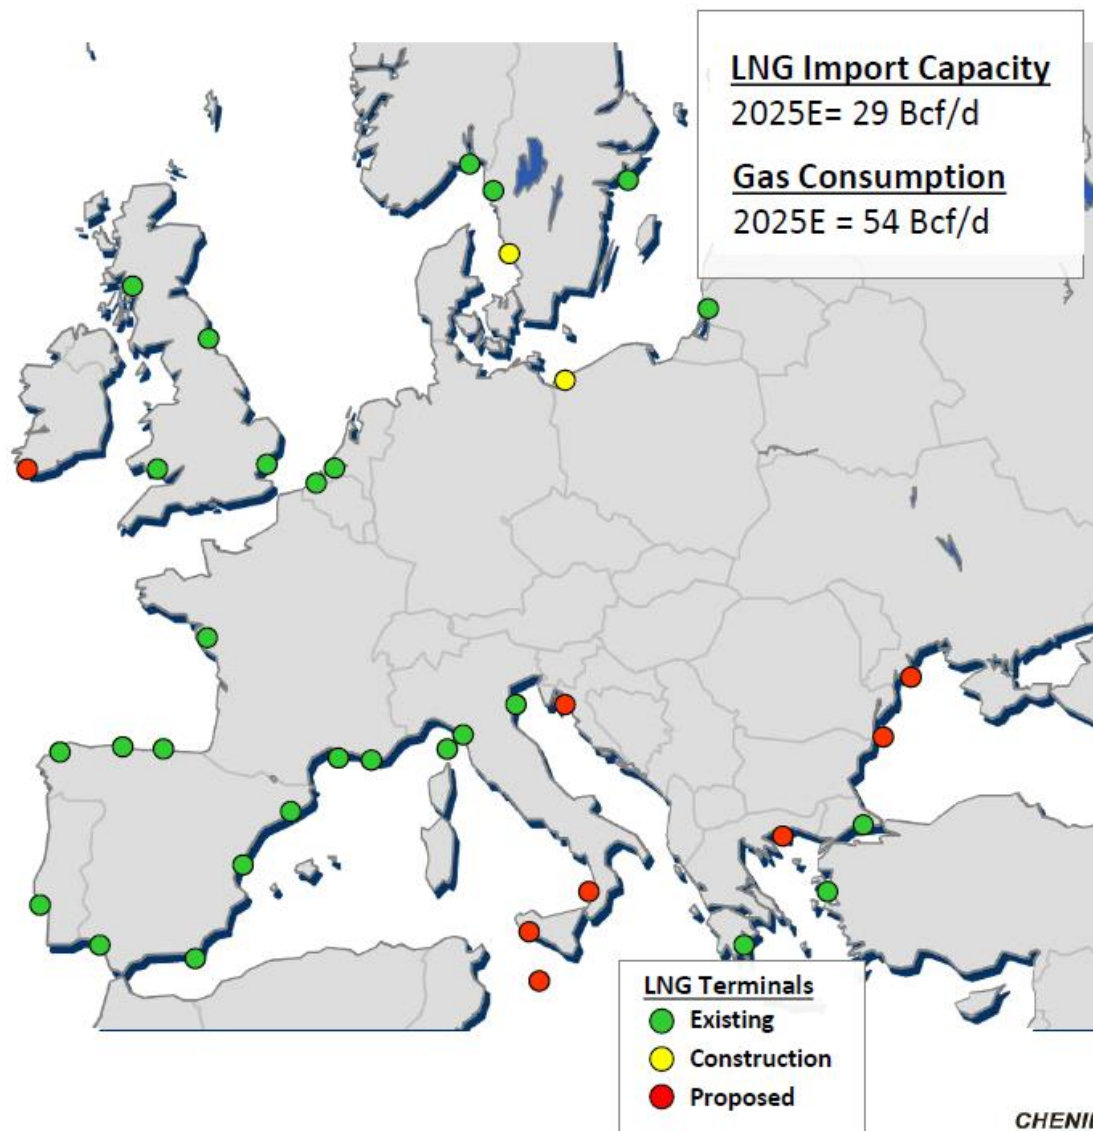 LNG Import Capacity
2025E= 29 Bcf/d
Gas Consumption
2025E = 54 Bcf/d
LNG Terminals
Existing
Construction
Proposed